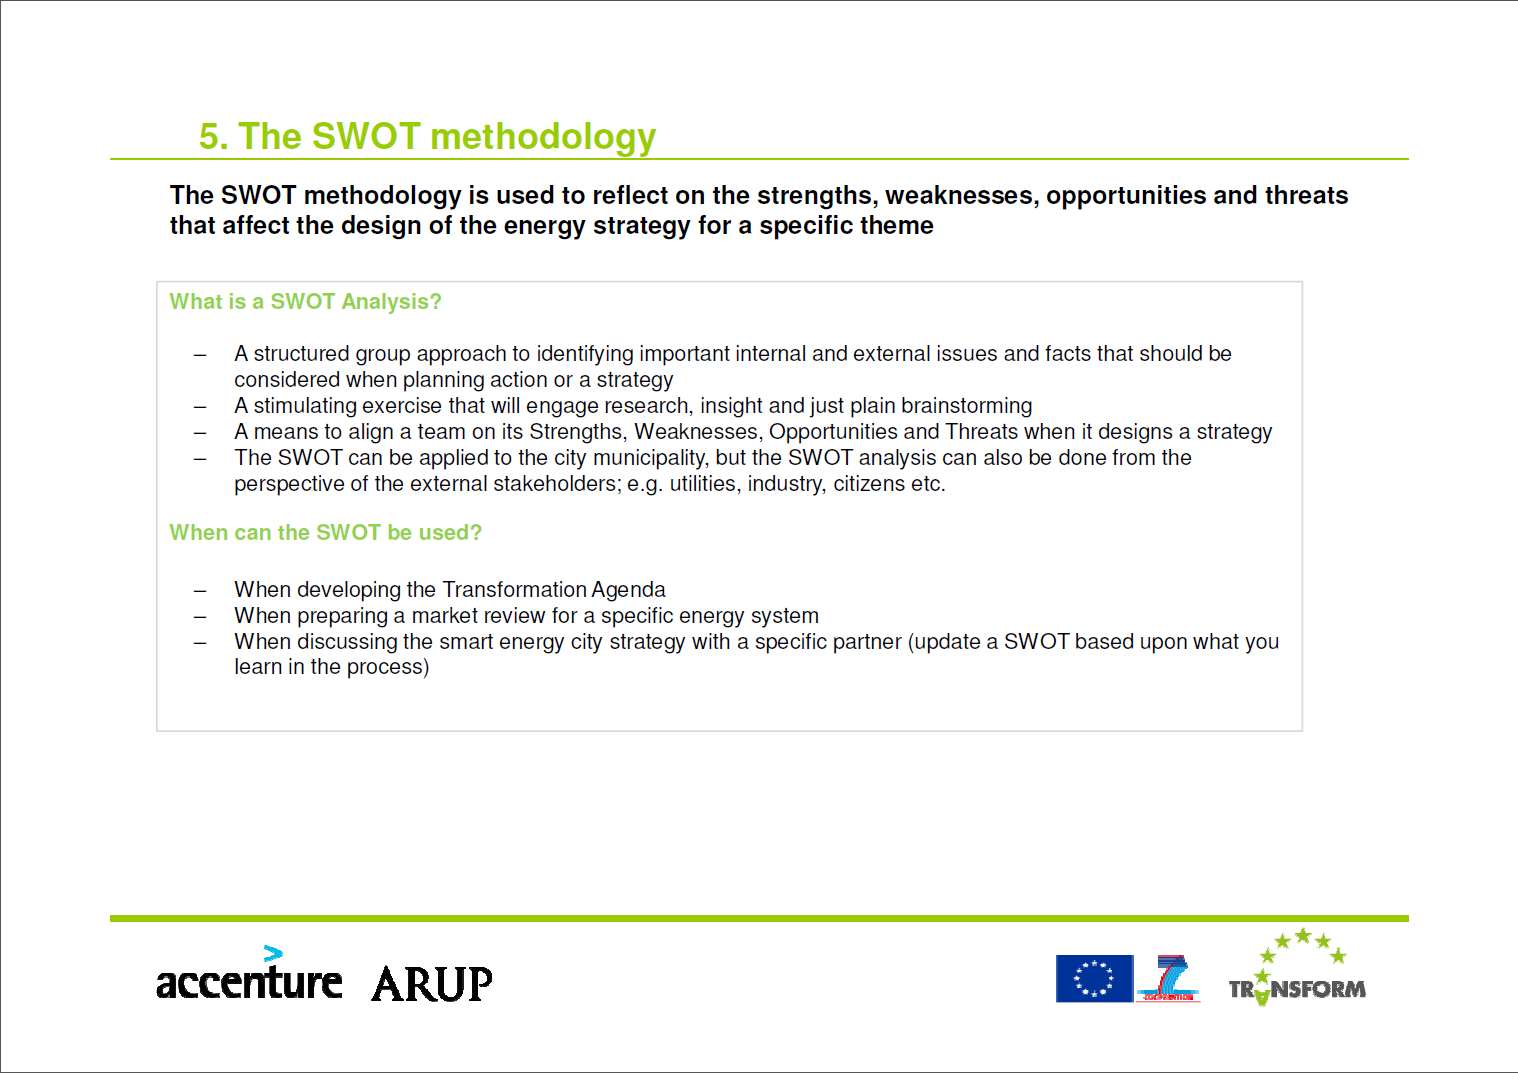 5. The SWOT methodology
The SWOT methodology is used to reflect on the strengths, weaknesses, opportunities and threats
that affect the design of the energy strategy for a specific theme
What is a SWOT Analysis?
– A structured group approach to identifying important internal and external issues and facts that should be
considered when planning action or a strategy
– A stimulating exercise that will engage research, insight and just plain brainstorming
– A means to align a team on its Strengths, Weaknesses, Opportunities and Threats when it designs a strategy
– The SWOT can be applied to the city municipality, but the SWOT analysis can also be done from the
perspective of the external stakeholders; e.g. utilities, industry, citizens etc.
When can the SWOT be used?
– When developing the Transformation Agenda
– When preparing a market review for a specific energy system
– When discussing the smart energy city strategy with a specific partner (update a SWOT based upon what you
learn in the process)
accenture ARUP
TRANSFORM